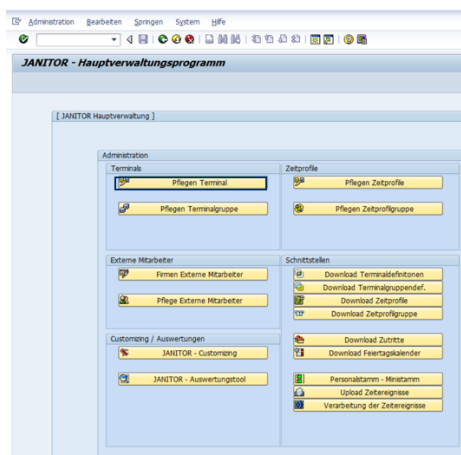 Administration Bearbeiten Springen System Hilfe
JANITOR - Hauptverwaltungsprogramm
[ JANITOR Hauptverwaltung ]
Administration
Terminals
Pflegen Terminal
Pflegen Terminalgruppe
Zeitprofile
Pflegen Zeitprofile
Pflegen Zeitprofilgruppe
Externe Mitarbeiter
Firmen Externe Mitarbeiter
Pflege Externe Mitarbeiter
Schnittstellen
Download Terminaldefinitonen
Download Terminalgruppendef.
Download Zeitprofile
Download Zeitprofilgruppe
Customizing / Auswertungen
JANITOR - Customizing
JANITOR - Auswertungstool
Download Zutritte
Download Feiertagskalender
Personalstamm - Ministamm
Upload Zeitereignisse
Verarbeitung der Zeitereignisse